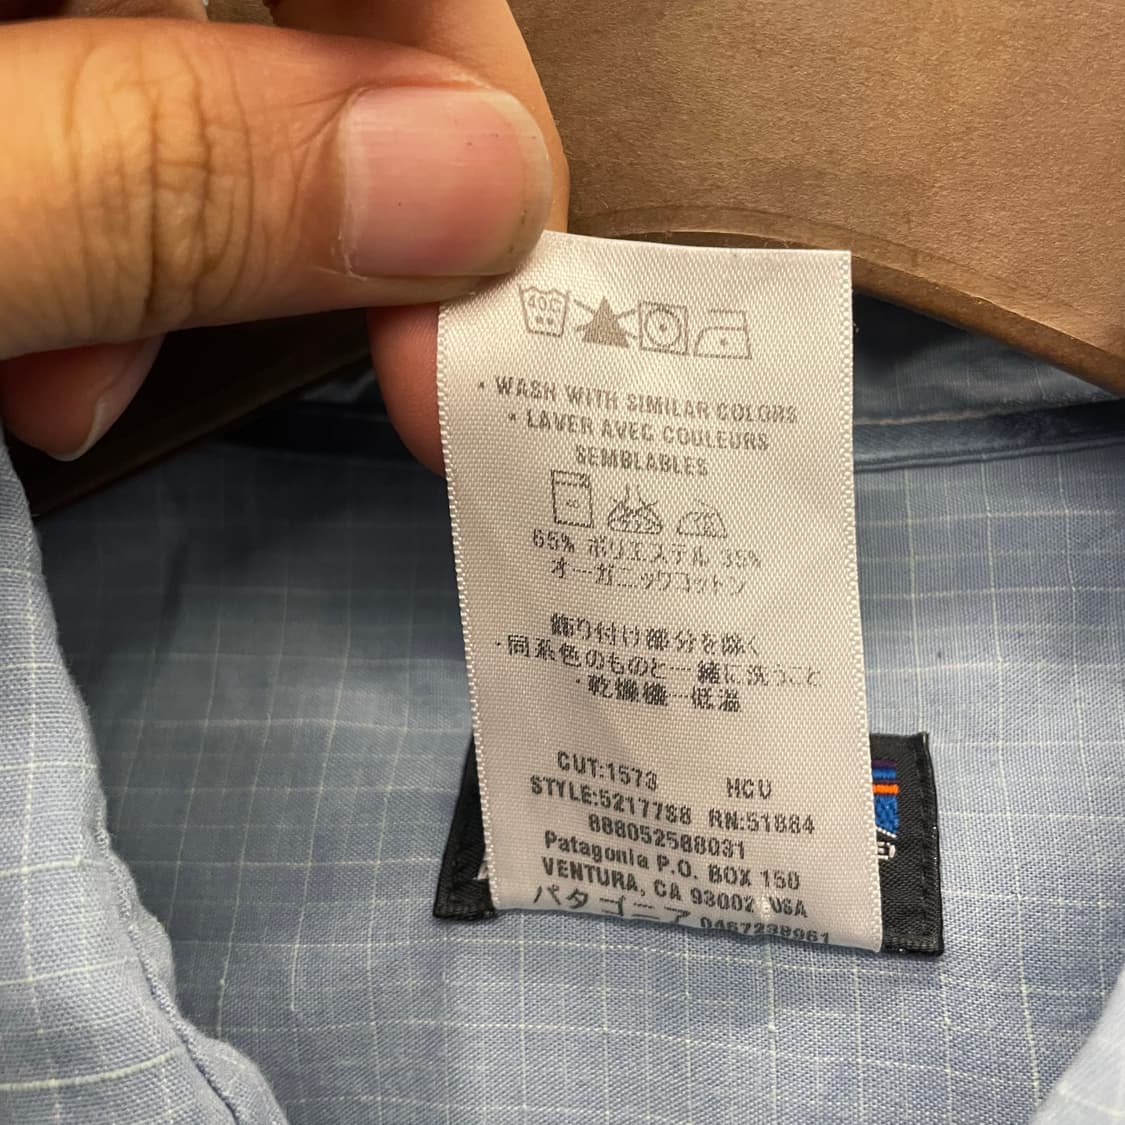 40C
• WASH WITH SIMILAR COLORS
• LAVER AVEC COULEURS
SEMBLABLES
65% ポリエステル 35%
オーガニックコットン
飾り付け部分を除く
・同系色のものと一緒に洗うこと
・乾燥機一低温
CUT:1573 HCU
STYLE:52177S8 RN:51884
888052588031
Patagonia P.O. BOX 150
VENTURA, CA 93002 USA
パタゴニア 0467238961